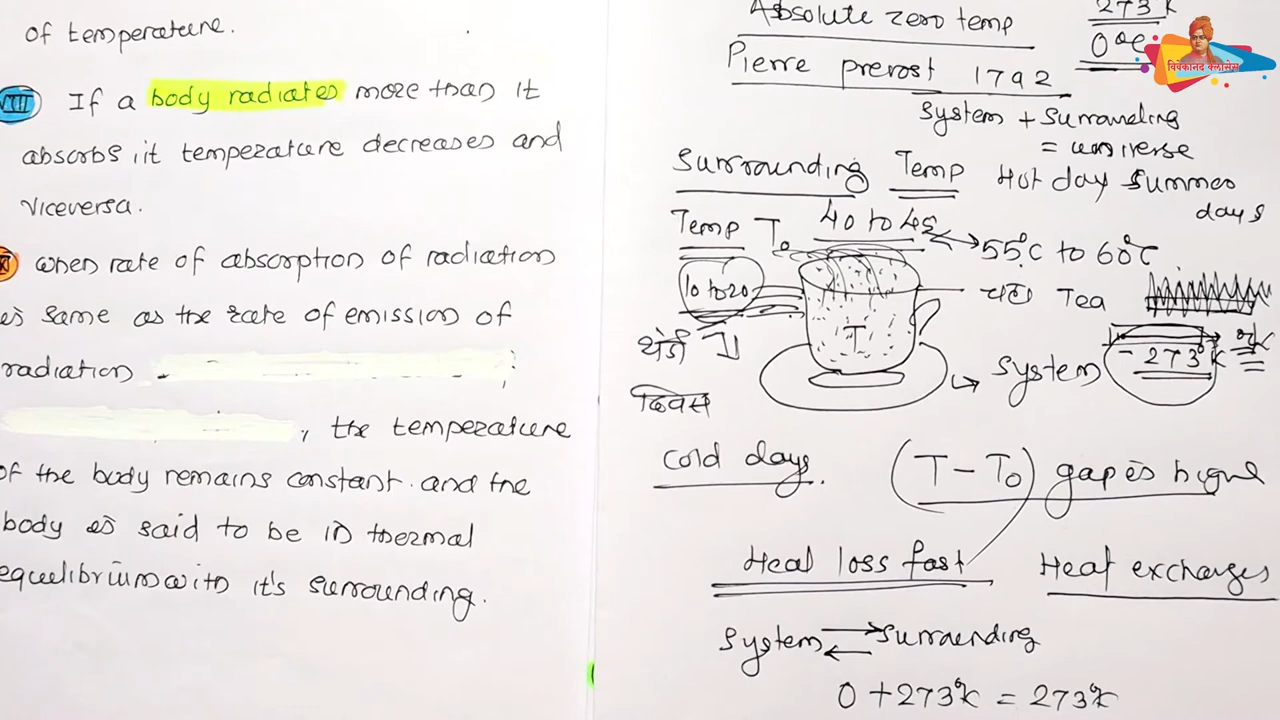 of temperature.
VIII If a body radiates more than it
absorbs, it temperature decreases and
viceversa.
when rate of absorption of radiation
is same as the rate of emission of
radiation
, the temperature
of the body remains constant. and the
body is said to be in thermal
equilibrium with it's surrounding.
Absolute zero temp 273 k
0°c
Pierre prevost 1792
System + Surrounding
= universe
Surrounding Temp Hot day Summer
days
Temp T₀ 40 to 45
55°c to 60°c
10 to 20
चहा Tea
T
थंडी
दिवस
System
- 273°k
cold days.
(T - T₀) gap is high
Heat loss fast Heat exchanges
System Surrounding
0 + 273°k = 273°k
विवेकानंद क्लासेस